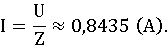 I = U/Z ≈ 0,8435 (A).